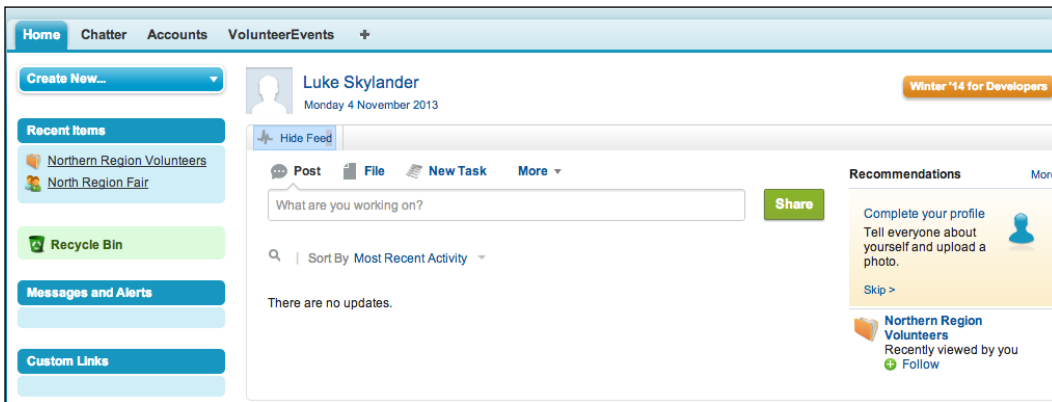 Home Chatter Accounts VolunteerEvents +
Create New...
Luke Skylander
Monday 4 November 2013
Winter '14 for Developers
Recent Items
Northern Region Volunteers
North Region Fair
Recycle Bin
Messages and Alerts
Custom Links
Hide Feed
Post File New Task More
What are you working on?
Share
Sort By Most Recent Activity
There are no updates.
Recommendations More
Complete your profile
Tell everyone about
yourself and upload a
photo.
Skip >
Northern Region
Volunteers
Recently viewed by you
Follow